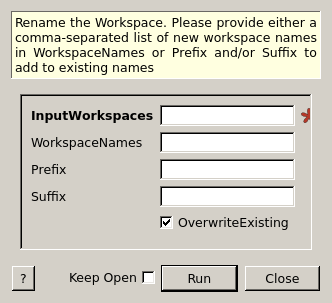 Rename the Workspace. Please provide either a
comma-separated list of new workspace names
in WorkspaceNames or Prefix and/or Suffix to
add to existing names
InputWorkspaces
WorkspaceNames
Prefix
Suffix
OverwriteExisting
? Keep Open Run Close